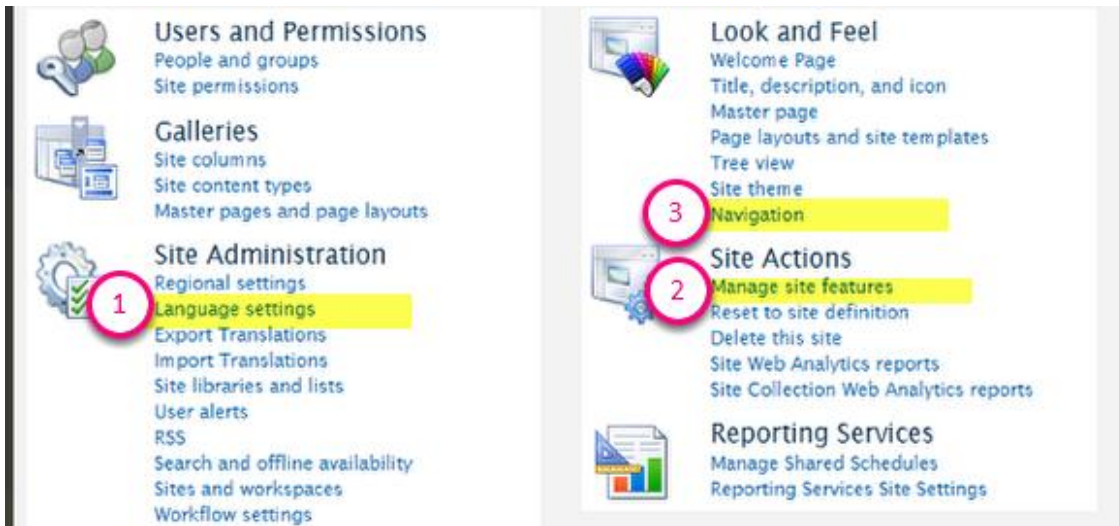 Users and Permissions
People and groups
Site permissions
Galleries
Site columns
Site content types
Master pages and page layouts
Site Administration
Regional settings
1
Language settings
Export Translations
Import Translations
Site libraries and lists
User alerts
RSS
Search and offline availability
Sites and workspaces
Workflow settings
Look and Feel
Welcome Page
Title, description, and icon
Master page
Page layouts and site templates
Tree view
Site theme
3
Navigation
Site Actions
2
Manage site features
Reset to site definition
Delete this site
Site Web Analytics reports
Site Collection Web Analytics reports
Reporting Services
Manage Shared Schedules
Reporting Services Site Settings